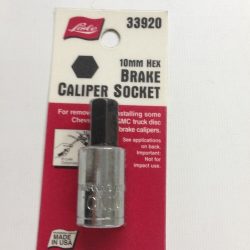 Lisle
33920
10mm HEX
BRAKE
CALIPER SOCKET
For remov installing some
Chev GMC truck disc
brake calipers.
See applications
on back.
Important: Not
for impact use.
MADE IN
USA